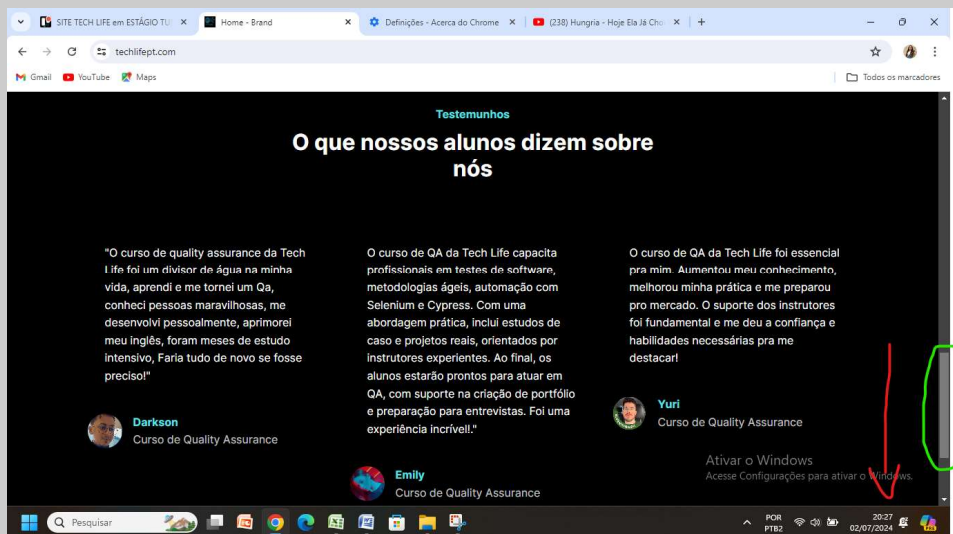 SITE TECH LIFE em ESTÁGIO TU
Home - Brand
Definições - Acerca do Chrome
(238) Hungria - Hoje Ela Já Cho
techlifept.com
Gmail
YouTube
Maps
Todos os marcadores
Testemunhos
O que nossos alunos dizem sobre
nós
"O curso de quality assurance da Tech
Life foi um divisor de água na minha
vida, aprendi e me tornei um Qa,
conheci pessoas maravilhosas, me
desenvolvi pessoalmente, aprimorei
meu inglês, foram meses de estudo
intensivo, Faria tudo de novo se fosse
preciso!"
Darkson
Curso de Quality Assurance
O curso de QA da Tech Life capacita
profissionais em testes de software,
metodologias ágeis, automação com
Selenium e Cypress. Com uma
abordagem prática, inclui estudos de
caso e projetos reais, orientados por
instrutores experientes. Ao final, os
alunos estarão prontos para atuar em
QA, com suporte na criação de portfólio
e preparação para entrevistas. Foi uma
experiência incrível!."
Emily
Curso de Quality Assurance
O curso de QA da Tech Life foi essencial
pra mim. Aumentou meu conhecimento,
melhorou minha prática e me preparou
pro mercado. O suporte dos instrutores
foi fundamental e me deu a confiança e
habilidades necessárias pra me
destacar!
Yuri
Curso de Quality Assurance
Ativar o Windows
Acesse Configurações para ativar o Windows.
Pesquisar
POR
PTB2
20:27
02/07/2024